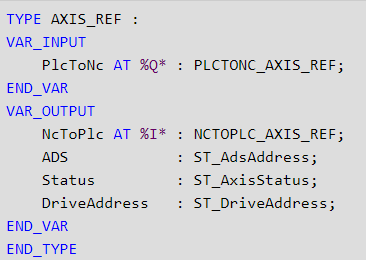 TYPE AXIS_REF :
VAR_INPUT
    PlcToNc AT %Q* : PLCTONC_AXIS_REF;
END_VAR
VAR_OUTPUT
    NcToPlc AT %I* : NCTOPLC_AXIS_REF;
    ADS            : ST_AdsAddress;
    Status         : ST_AxisStatus;
    DriveAddress   : ST_DriveAddress;
END_VAR
END_TYPE